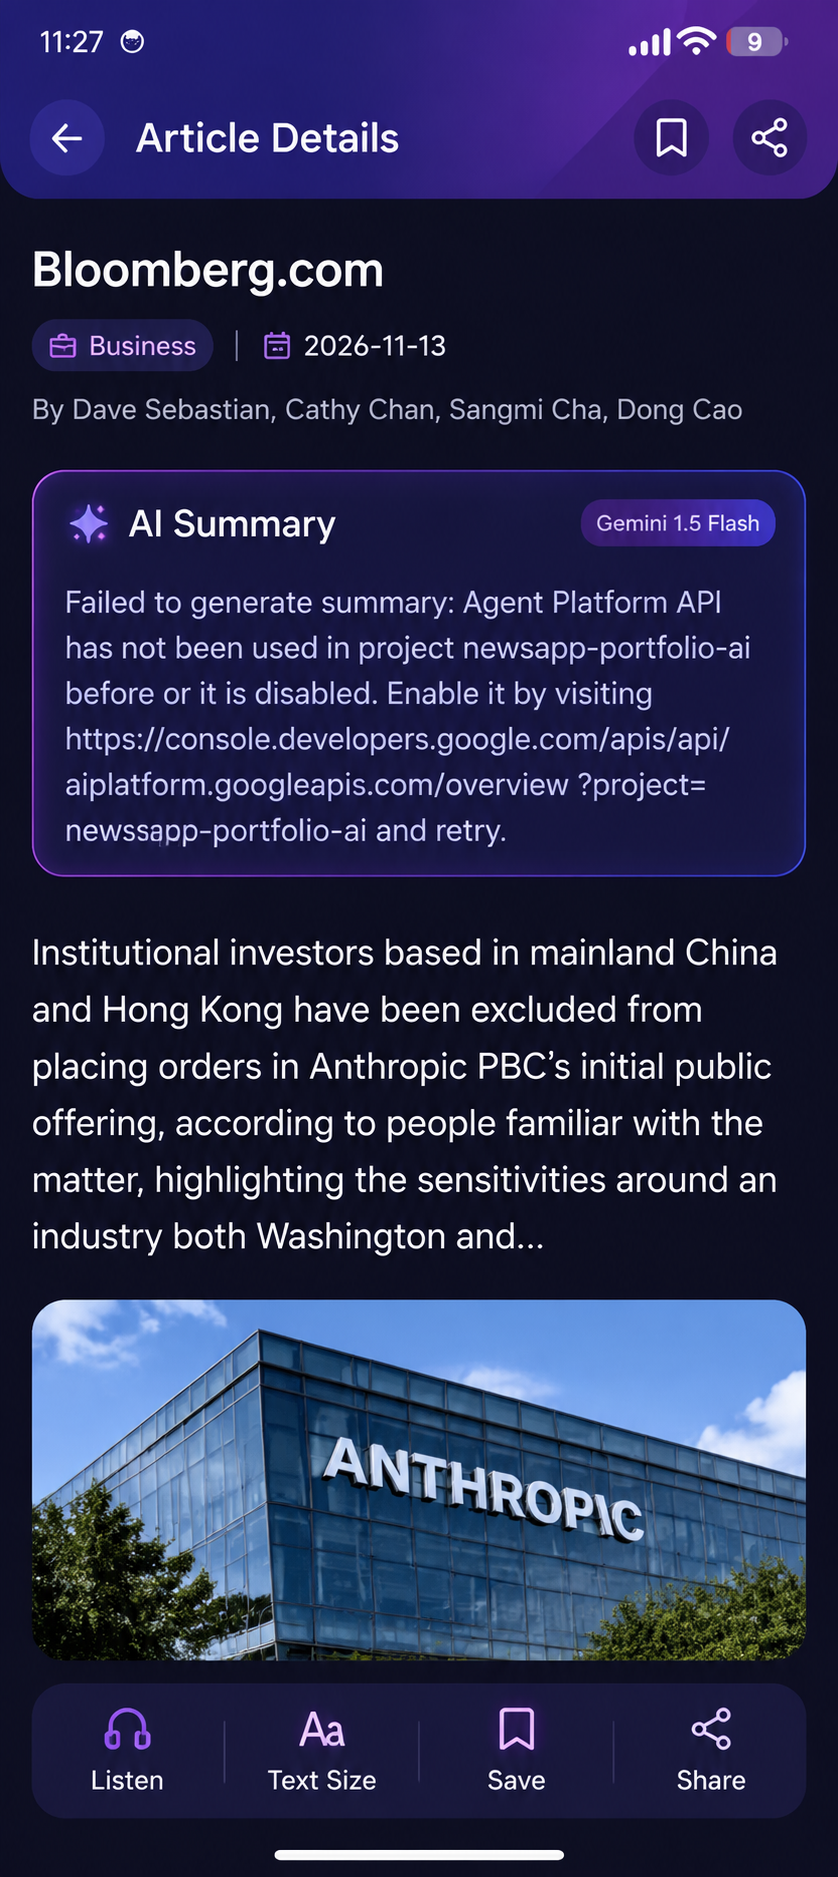 11:27
9
Article Details
Bloomberg.com
Business
2026-11-13
By Dave Sebastian, Cathy Chan, Sangmi Cha, Dong Cao
AI Summary
Gemini 1.5 Flash
Failed to generate summary: Agent Platform API
has not been used in project newsapp-portfolio-ai
before or it is disabled. Enable it by visiting
https://console.developers.google.com/apis/api/
aiplatform.googleapis.com/overview ?project=
newssapp-portfolio-ai and retry.
Institutional investors based in mainland China
and Hong Kong have been excluded from
placing orders in Anthropic PBC’s initial public
offering, according to people familiar with the
matter, highlighting the sensitivities around an
industry both Washington and...
ANTHROPIC
Aa
Listen
Text Size
Save
Share